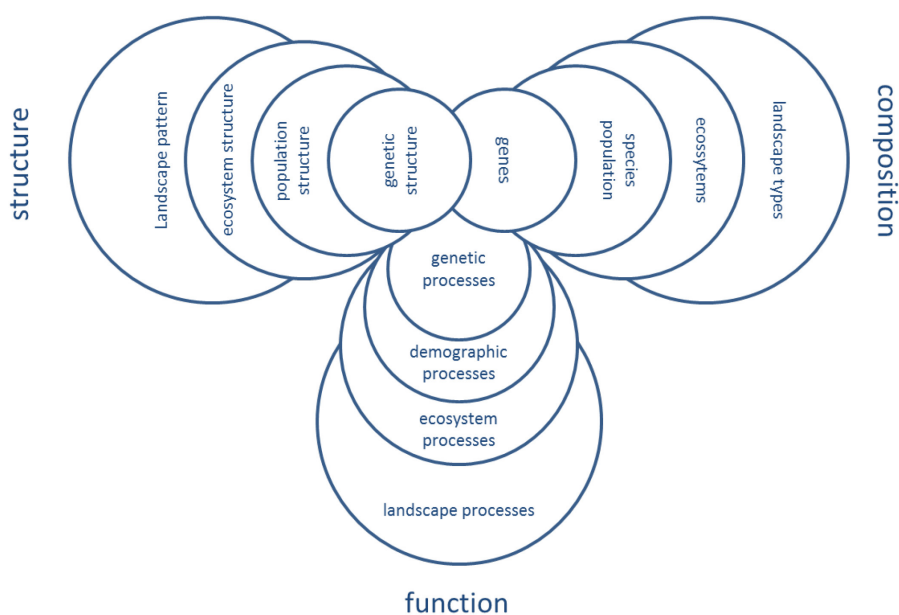 structure
Landscape pattern
ecosystem structure
population
structure
genetic
structure
genes
species
population
ecossytems
landscape types
composition
genetic
processes
demographic
processes
ecosystem
processes
landscape processes
function